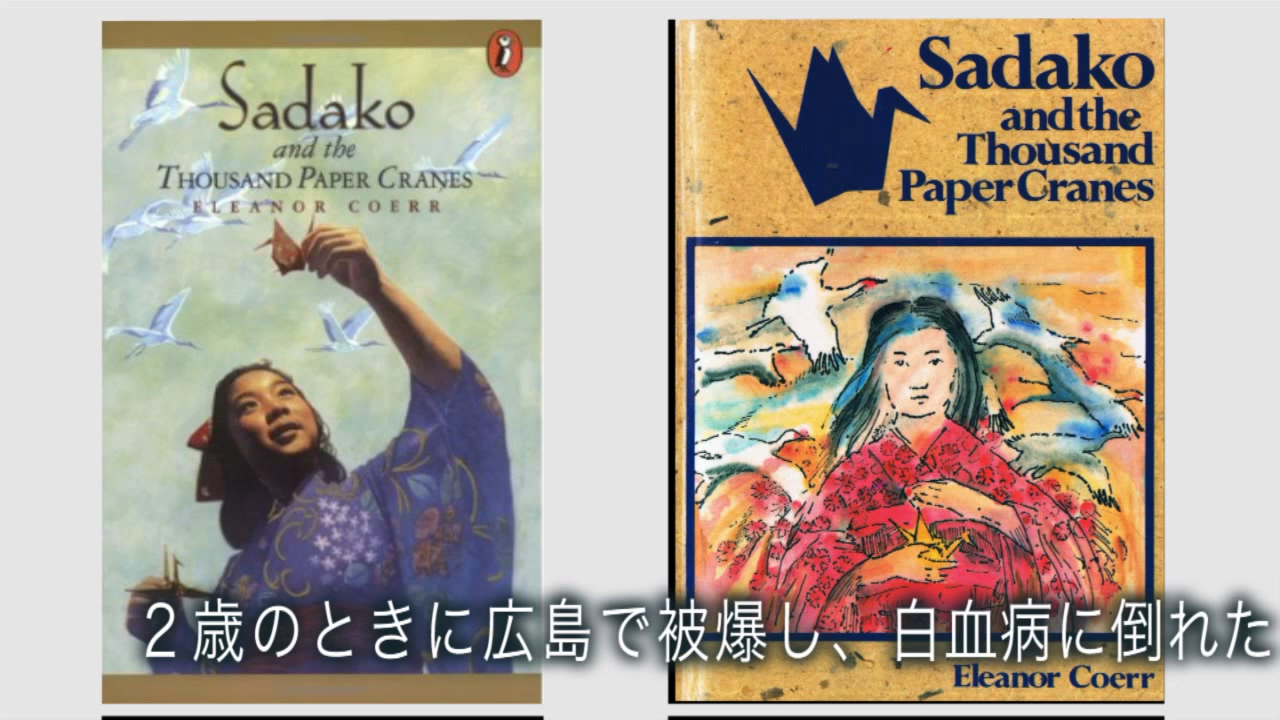 Sadako
and the
THOUSAND PAPER CRANES
ELEANOR COERR
Sadako
and the
Thousand
Paper Cranes
Eleanor Coerr
２歳のときに広島で被爆し、白血病に倒れた